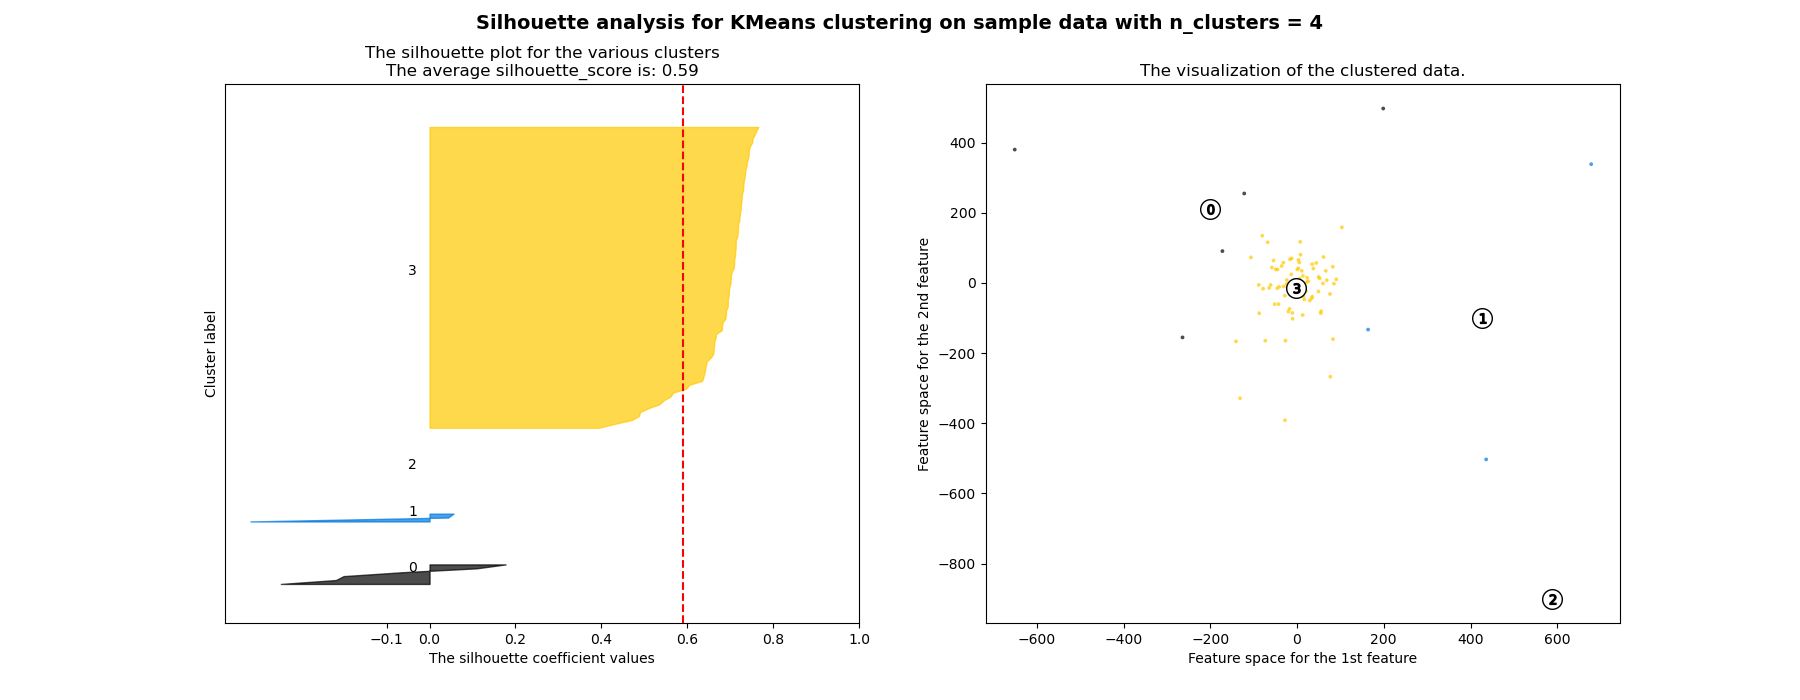 Silhouette analysis for KMeans clustering on sample data with n_clusters = 4
The silhouette plot for the various clusters
The average silhouette_score is: 0.59
Cluster label
3
2
1
0
−0.1 0.0 0.2 0.4 0.6 0.8 1.0
The silhouette coefficient values
The visualization of the clustered data.
Feature space for the 2nd feature
400
200
0
−200
−400
−600
−800
0
3
1
2
−600 −400 −200 0 200 400 600
Feature space for the 1st feature